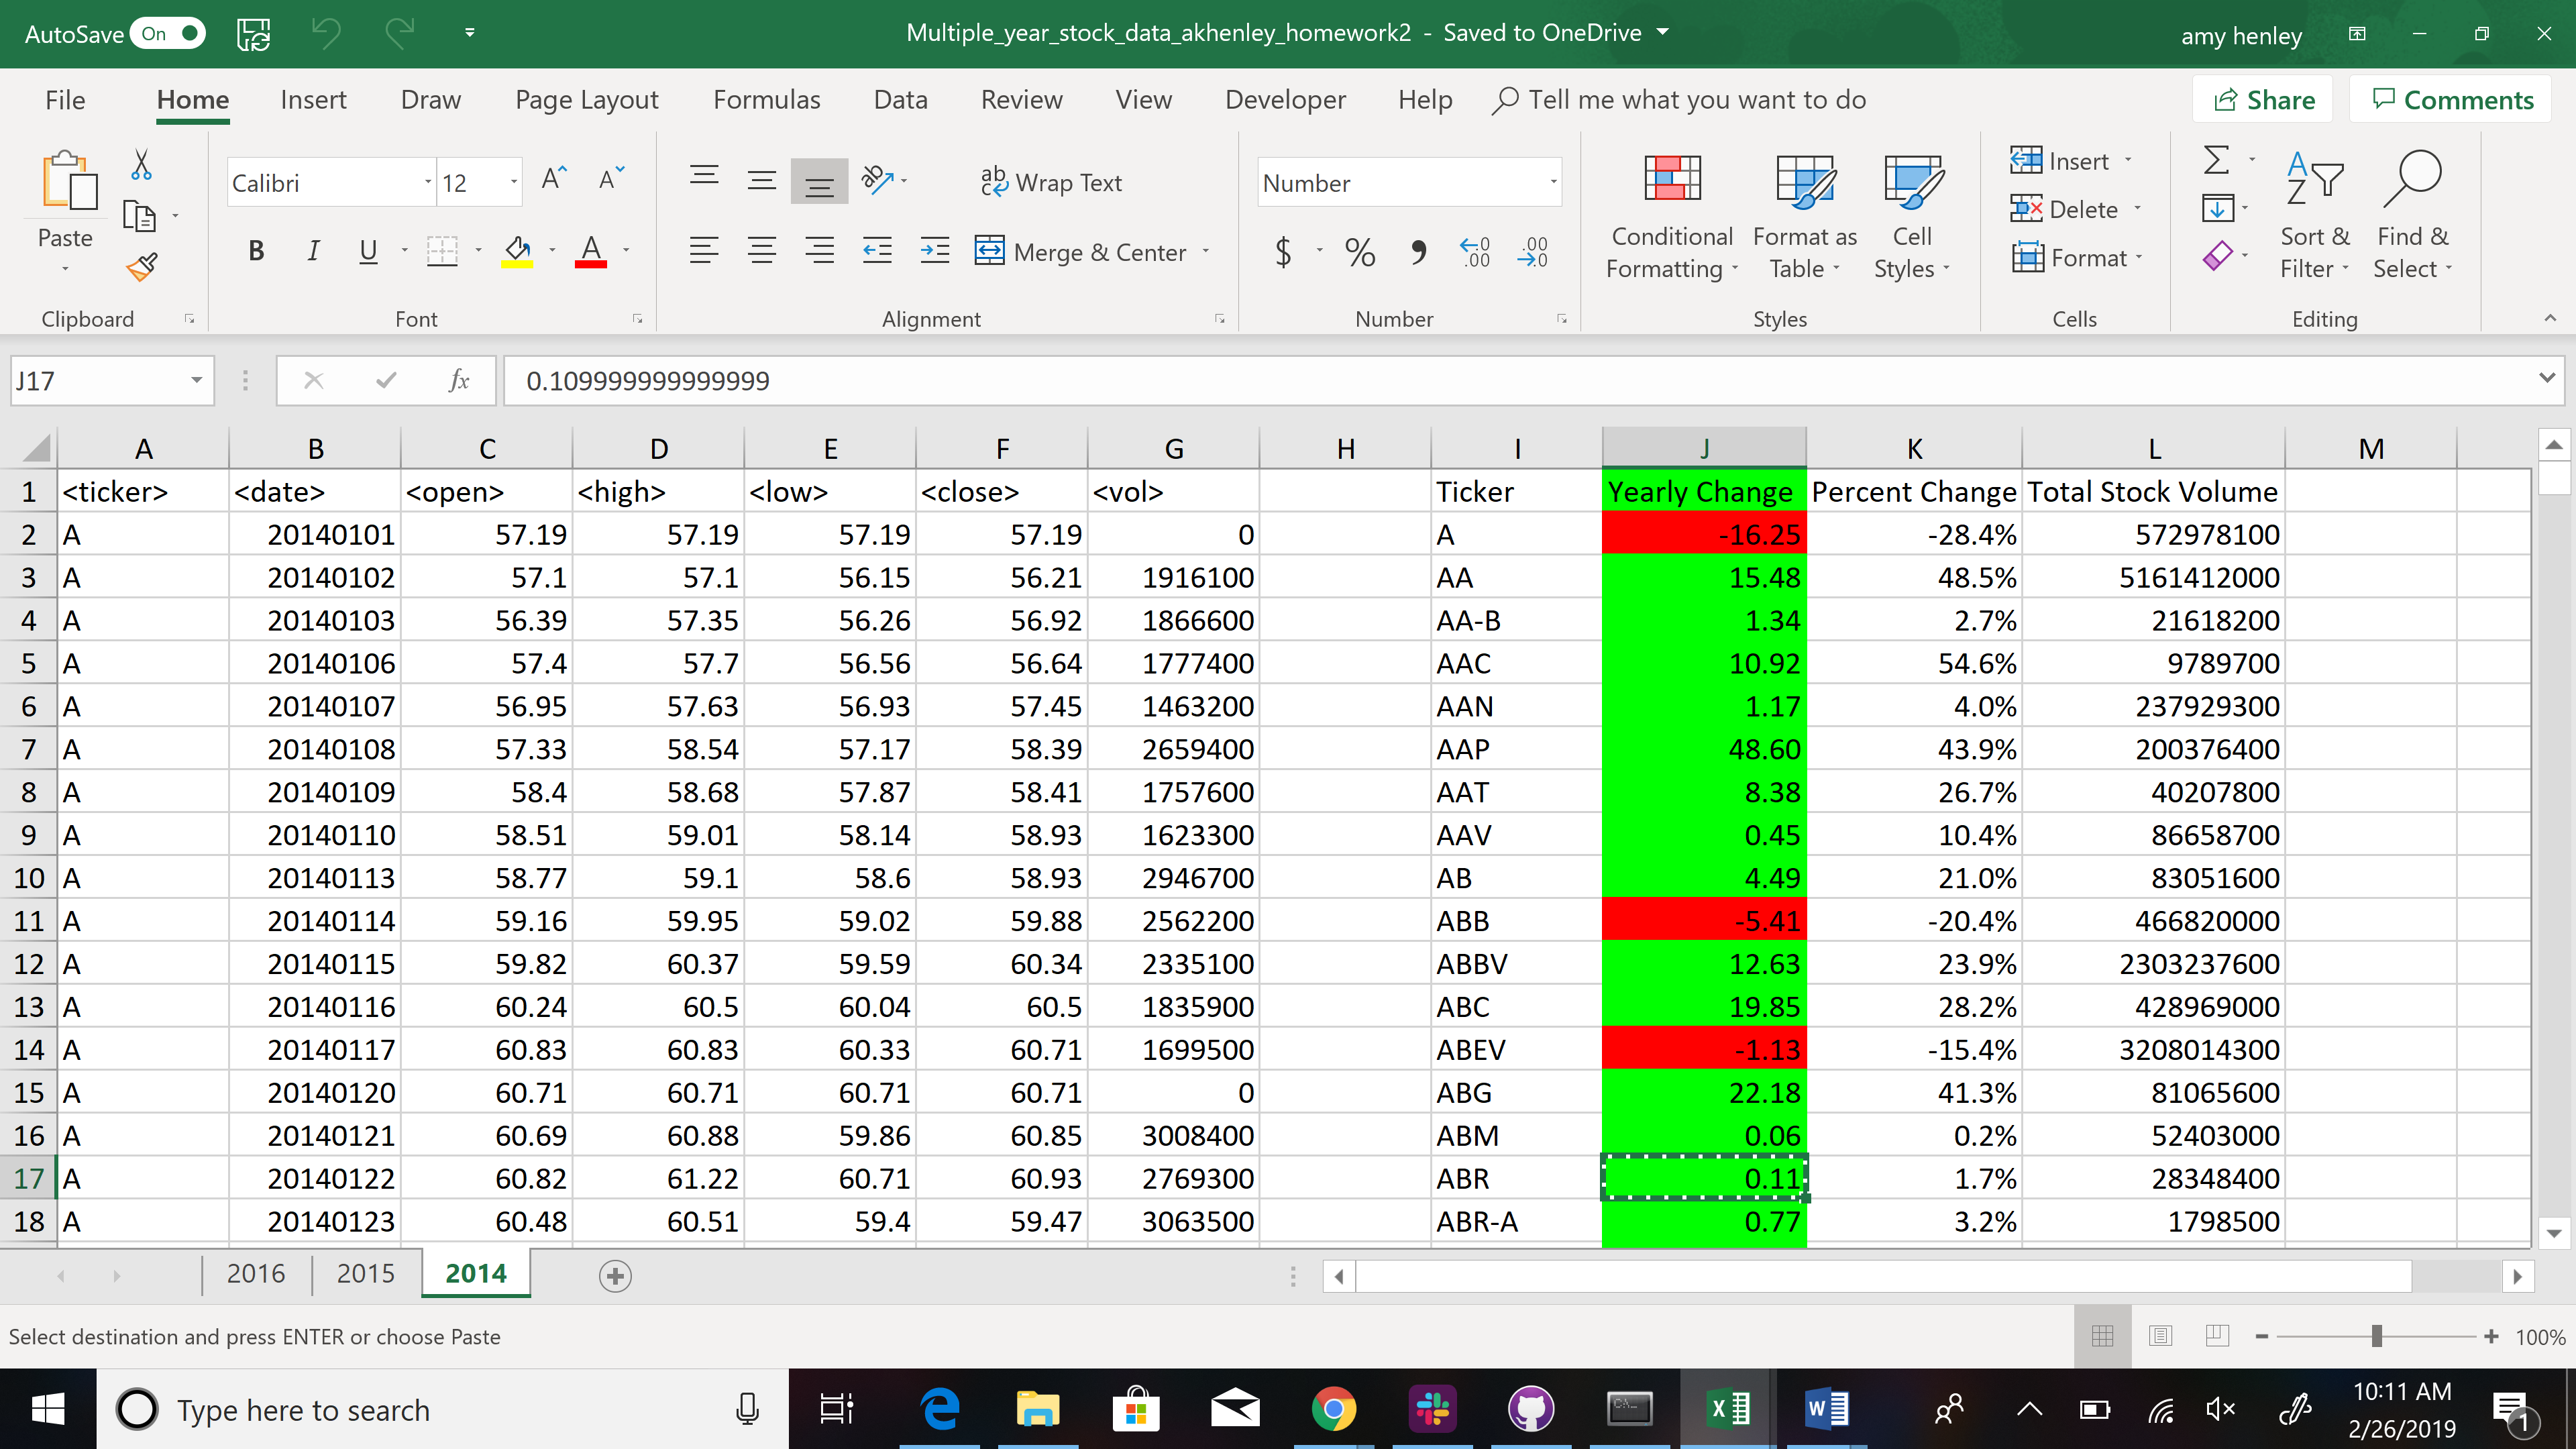 AutoSave On Multiple_year_stock_data_akhenley_homework2 - Saved to OneDrive amy henley
File Home Insert Draw Page Layout Formulas Data Review View Developer Help Tell me what you want to do Share Comments
Paste Calibri 12 Wrap Text Merge & Center Number Conditional Formatting Format as Table Cell Styles Insert Delete Format Sort & Filter Find & Select
Clipboard Font Alignment Number Styles Cells Editing
J17 fx 0.109999999999999
A B C D E F G H I J K L M
1 <ticker> <date> <open> <high> <low> <close> <vol> Ticker Yearly Change Percent Change Total Stock Volume
2 A 20140101 57.19 57.19 57.19 57.19 0 A -16.25 -28.4% 572978100
3 A 20140102 57.1 57.1 56.15 56.21 1916100 AA 15.48 48.5% 5161412000
4 A 20140103 56.39 57.35 56.26 56.92 1866600 AA-B 1.34 2.7% 21618200
5 A 20140106 57.4 57.7 56.56 56.64 1777400 AAC 10.92 54.6% 9789700
6 A 20140107 56.95 57.63 56.93 57.45 1463200 AAN 1.17 4.0% 237929300
7 A 20140108 57.33 58.54 57.17 58.39 2659400 AAP 48.60 43.9% 200376400
8 A 20140109 58.4 58.68 57.87 58.41 1757600 AAT 8.38 26.7% 40207800
9 A 20140110 58.51 59.01 58.14 58.93 1623300 AAV 0.45 10.4% 86658700
10 A 20140113 58.77 59.1 58.6 58.93 2946700 AB 4.49 21.0% 83051600
11 A 20140114 59.16 59.95 59.02 59.88 2562200 ABB -5.41 -20.4% 466820000
12 A 20140115 59.82 60.37 59.59 60.34 2335100 ABBV 12.63 23.9% 2303237600
13 A 20140116 60.24 60.5 60.04 60.5 1835900 ABC 19.85 28.2% 428969000
14 A 20140117 60.83 60.83 60.33 60.71 1699500 ABEV -1.13 -15.4% 3208014300
15 A 20140120 60.71 60.71 60.71 60.71 0 ABG 22.18 41.3% 81065600
16 A 20140121 60.69 60.88 59.86 60.85 3008400 ABM 0.06 0.2% 52403000
17 A 20140122 60.82 61.22 60.71 60.93 2769300 ABR 0.11 1.7% 28348400
18 A 20140123 60.48 60.51 59.4 59.47 3063500 ABR-A 0.77 3.2% 1798500
2016 2015 2014
Select destination and press ENTER or choose Paste 100%
Type here to search 10:11 AM
2/26/2019 1